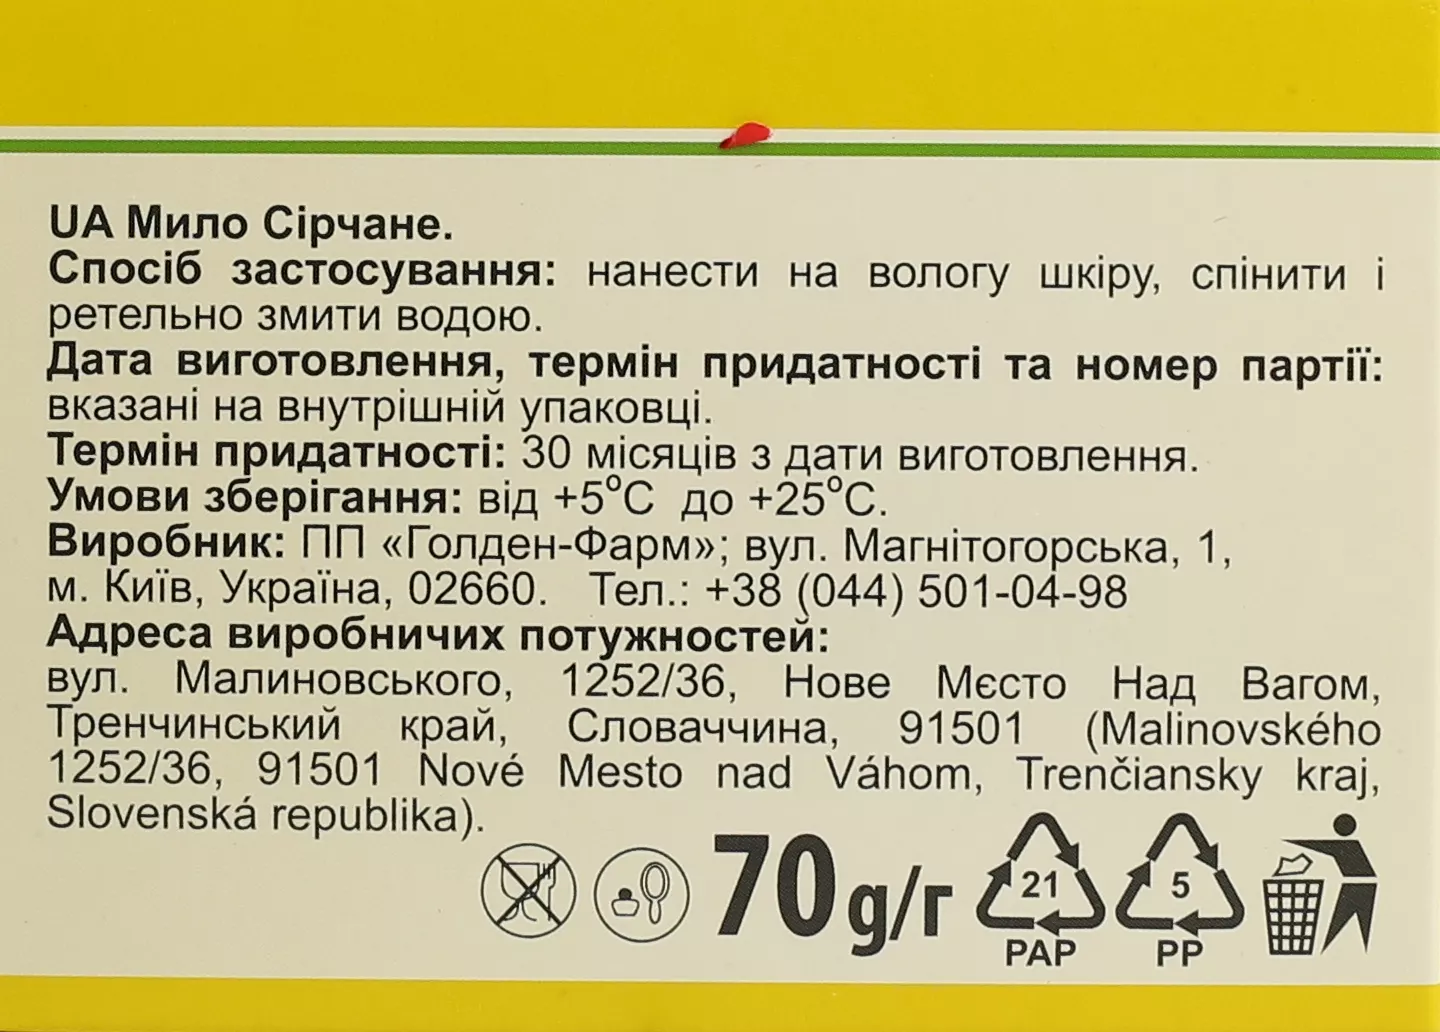 UA Мило Сірчане.
Спосіб застосування: нанести на вологу шкіру, спінити і
ретельно змити водою.
Дата виготовлення, термін придатності та номер партії:
вказані на внутрішній упаковці.
Термін придатності: 30 місяців з дати виготовлення.
Умови зберігання: від +5°С до +25°С.
Виробник: ПП «Голден-Фарм»; вул. Магнітогорська, 1,
м. Київ, Україна, 02660. Тел.: +38 (044) 501-04-98
Адреса виробничих потужностей:
вул. Малиновського, 1252/36, Нове Мєсто Над Вагом,
Тренчинський край, Словаччина, 91501 (Malinovského
1252/36, 91501 Nové Mesto nad Váhom, Trenčiansky kraj,
Slovenská republika).
70 g/г
21
PAP
5
PP